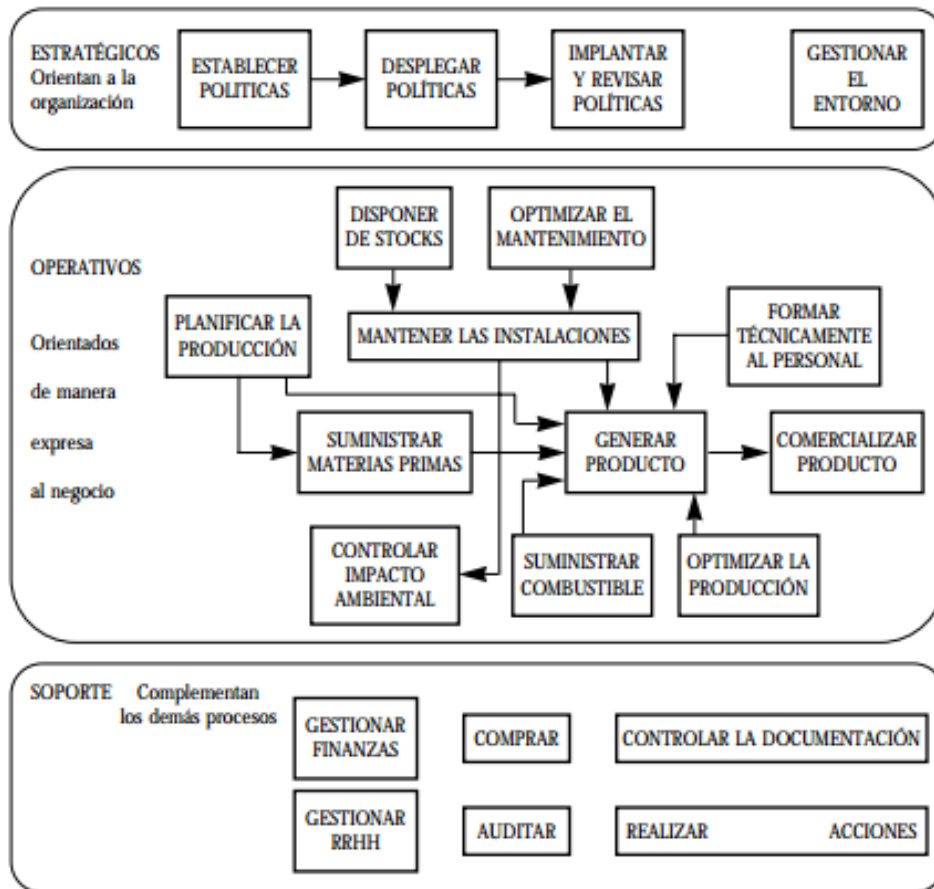 ESTRATÉGICOS
Orientan a la
organización
ESTABLECER
POLITICAS
DESPLEGAR
POLÍTICAS
IMPLANTAR
Y REVISAR
POLÍTICAS
GESTIONAR
EL
ENTORNO
OPERATIVOS
Orientados
de manera
expresa
al negocio
DISPONER
DE STOCKS
OPTIMIZAR EL
MANTENIMIENTO
PLANIFICAR LA
PRODUCCIÓN
MANTENER LAS INSTALACIONES
FORMAR
TÉCNICAMENTE
AL PERSONAL
SUMINISTRAR
MATERIAS PRIMAS
GENERAR
PRODUCTO
COMERCIALIZAR
PRODUCTO
CONTROLAR
IMPACTO
AMBIENTAL
SUMINISTRAR
COMBUSTIBLE
OPTIMIZAR LA
PRODUCCIÓN
SOPORTE Complementan
los demás procesos
GESTIONAR
FINANZAS
COMPRAR
CONTROLAR LA DOCUMENTACIÓN
GESTIONAR
RRHH
AUDITAR
REALIZAR ACCIONES